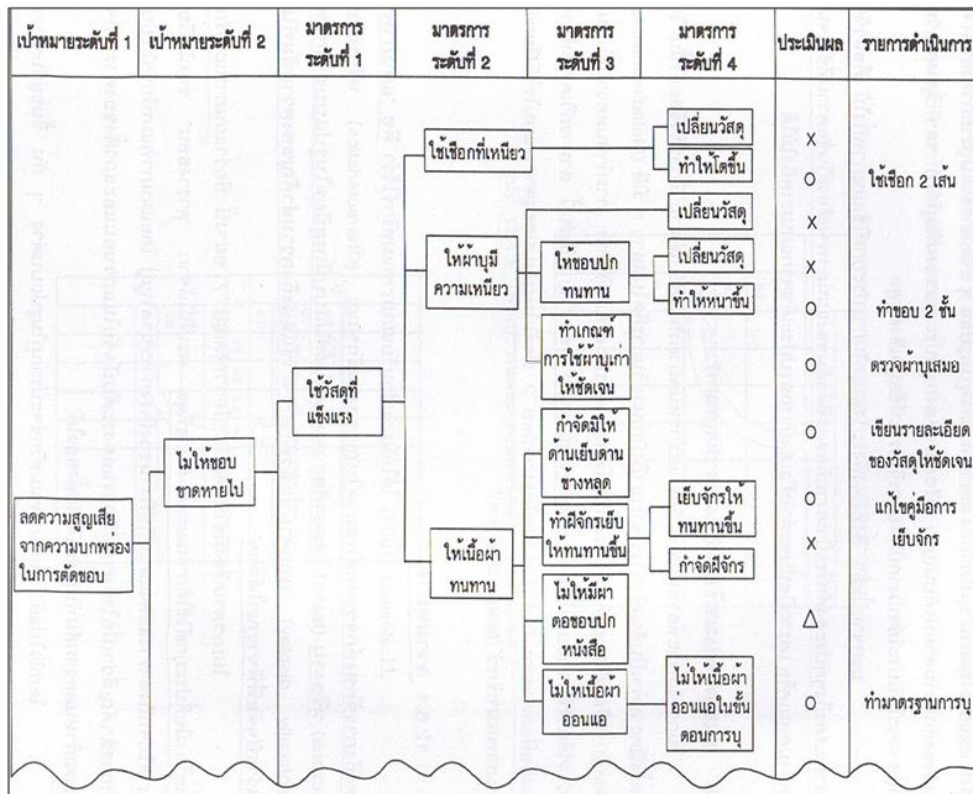 เป้าหมายระดับที่ 1
เป้าหมายระดับที่ 2
มาตรการ
ระดับที่ 1
มาตรการ
ระดับที่ 2
มาตรการ
ระดับที่ 3
มาตรการ
ระดับที่ 4
ประเมินผล
รายการดำเนินการ
ลดความสูญเสีย
จากความบกพร่อง
ในการตัดขอบ
ไม่ให้ขอบ
ขาดหายไป
ใช้วัสดุที่
แข็งแรง
ใช้เชือกที่เหนียว
เปลี่ยนวัสดุ
X
ทำให้โตขึ้น
O
ใช้เชือก 2 เส้น
ให้ผ้าบุมี
ความเหนียว
เปลี่ยนวัสดุ
X
ให้ขอบปก
ทนทาน
เปลี่ยนวัสดุ
X
ทำให้หนาขึ้น
O
ทำขอบ 2 ชั้น
ทำเกณฑ์
การใช้ผ้าบุเก่า
ให้ชัดเจน
O
ตรวจผ้าบุเสมอ
ให้เนื้อผ้า
ทนทาน
กำจัดมิให้
ด้านเย็บด้าน
ข้างหลุด
O
เขียนรายละเอียด
ของวัสดุให้ชัดเจน
ทำฝีจักรเย็บ
ให้ทนทานขึ้น
เย็บจักรให้
ทนทานขึ้น
O
แก้ไขคู่มือการ
เย็บจักร
กำจัดฝีจักร
X
ไม่ให้มีผ้า
ต่อขอบปก
หนังสือ
△
ไม่ให้เนื้อผ้า
อ่อนแอ
ไม่ให้เนื้อผ้า
อ่อนแอในขั้น
ตอนการบุ
O
ทำมาตรฐานการบุ